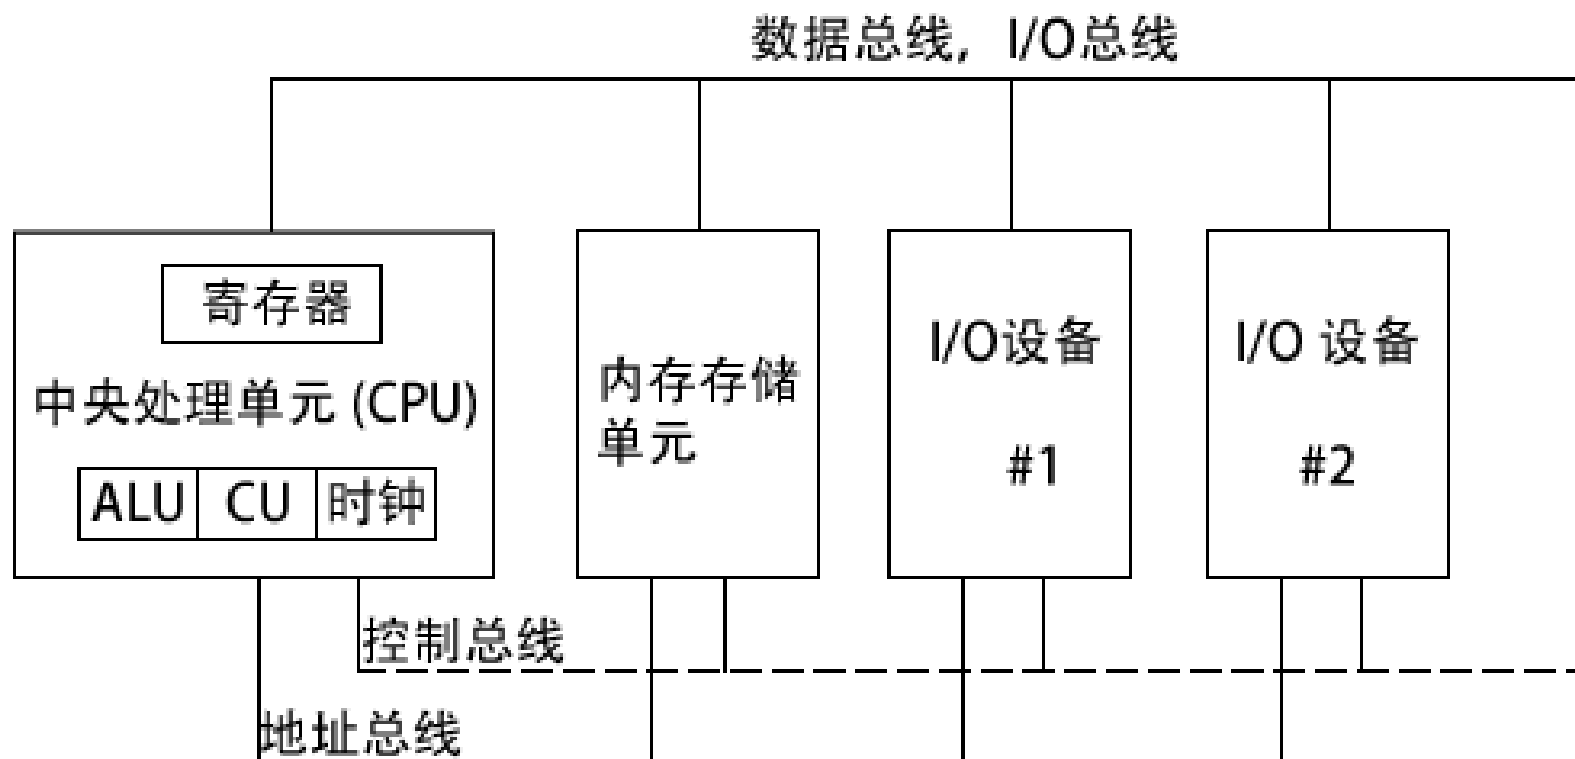 数据总线，I/O总线
寄存器
中央处理单元 (CPU)
ALU CU 时钟
内存存储
单元
I/O设备
#1
I/O 设备
#2
控制总线
地址总线